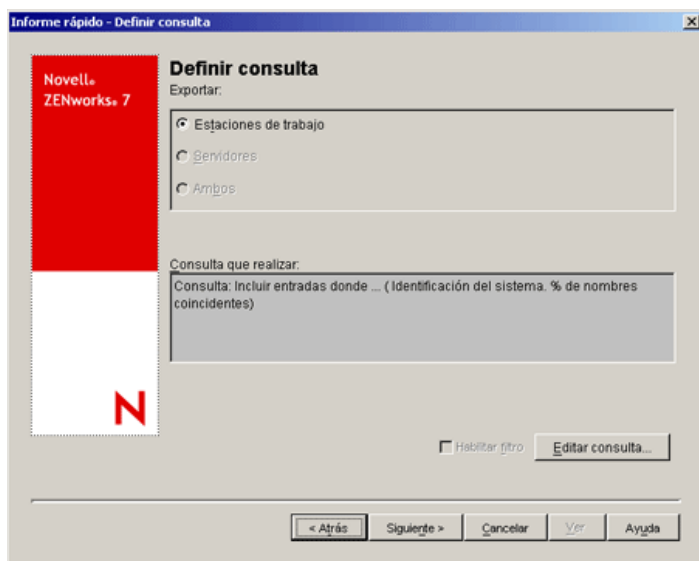 Informe rápido - Definir consulta
Novell®
ZENworks® 7
Definir consulta
Exportar:
Estaciones de trabajo
Servidores
Ambos
Consulta que realizar:
Consulta: Incluir entradas donde ... ( Identificación del sistema. % de nombres
coincidentes)
N
Habilitar filtro
Editar consulta...
< Atrás
Siguiente >
Cancelar
Ver
Ayuda